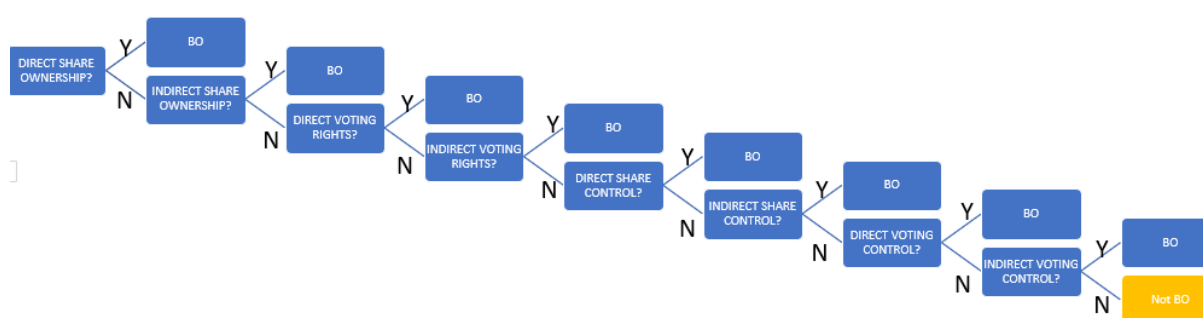 BO
Y
DIRECT SHARE
OWNERSHIP?
N
BO
Y
INDIRECT SHARE
OWNERSHIP?
N
BO
Y
DIRECT VOTING
RIGHTS?
N
BO
Y
INDIRECT VOTING
RIGHTS?
N
BO
Y
DIRECT SHARE
CONTROL?
N
BO
Y
INDIRECT SHARE
CONTROL?
N
BO
Y
DIRECT VOTING
CONTROL?
N
BO
Y
INDIRECT VOTING
CONTROL?
N
Not BO